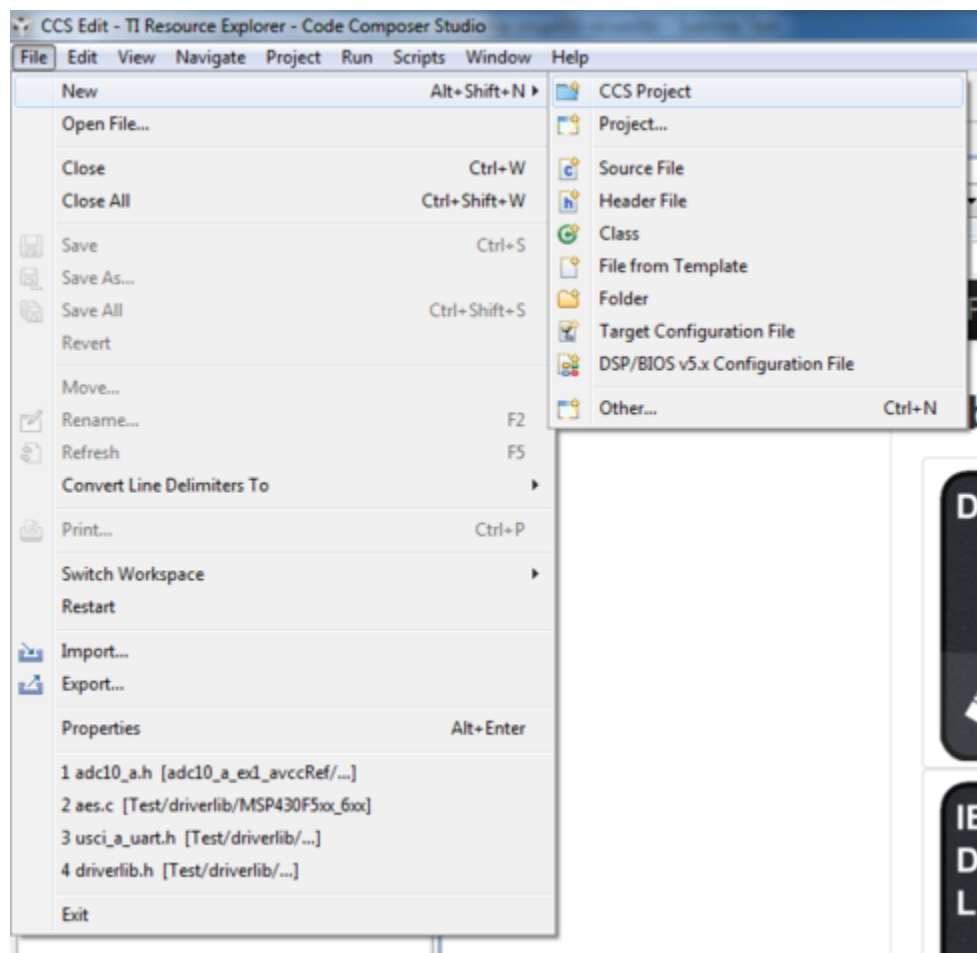 CCS Edit - TI Resource Explorer - Code Composer Studio
File Edit View Navigate Project Run Scripts Window Help
New Alt+Shift+N
Open File...
Close Ctrl+W
Close All Ctrl+Shift+W
Save Ctrl+S
Save As...
Save All Ctrl+Shift+S
Revert
Move...
Rename... F2
Refresh F5
Convert Line Delimiters To
Print... Ctrl+P
Switch Workspace
Restart
Import...
Export...
Properties Alt+Enter
1 adc10_a.h [adc10_a_ex1_avccRef/...]
2 aes.c [Test/driverlib/MSP430F5xx_6xx]
3 usci_a_uart.h [Test/driverlib/...]
4 driverlib.h [Test/driverlib/...]
Exit
CCS Project
Project...
Source File
Header File
Class
File from Template
Folder
Target Configuration File
DSP/BIOS v5.x Configuration File
Other... Ctrl+N
D
IE
D
L